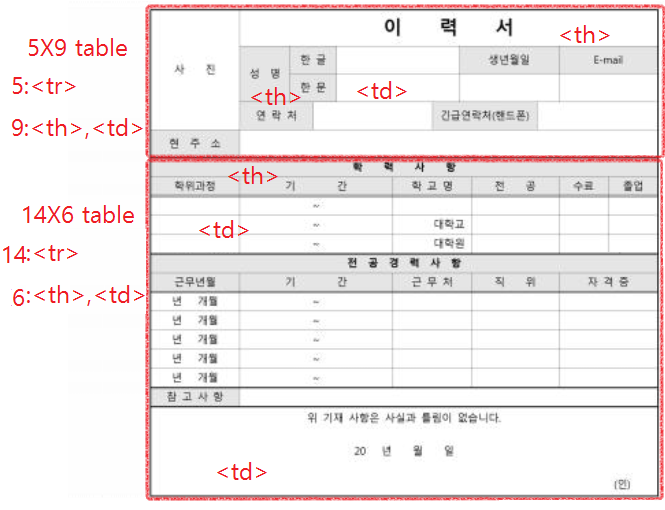 이 력 서
<th>
5X9 table
사 진
성 명
한 글
생년월일
E-mail
5:<tr>
한 문
<th>
<td>
9:<th>,<td>
연 락 처
긴급연락처(핸드폰)
현 주 소
학 력 사 항
<th>
학위과정
기 간
학 교 명
전 공
수료
졸업
~
14X6 table
<td>
~
대학교
14:<tr>
~
대학원
전 공 경 력 사 항
6:<th>,<td>
근무년월
기 간
근 무 처
직 위
자 격 증
년 개월
~
년 개월
~
년 개월
~
년 개월
~
년 개월
~
참 고 사 항
위 기재 사항은 사실과 틀림이 없습니다.
20 년 월 일
<td>
(인)